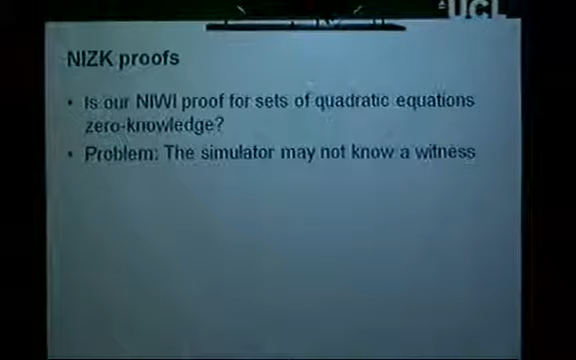 UCL
NIZK proofs
• Is our NIWI proof for sets of quadratic equations
zero-knowledge?
• Problem: The simulator may not know a witness